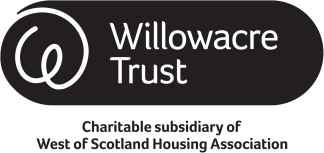 Willowacre
Trust
Charitable subsidiary of
West of Scotland Housing Association